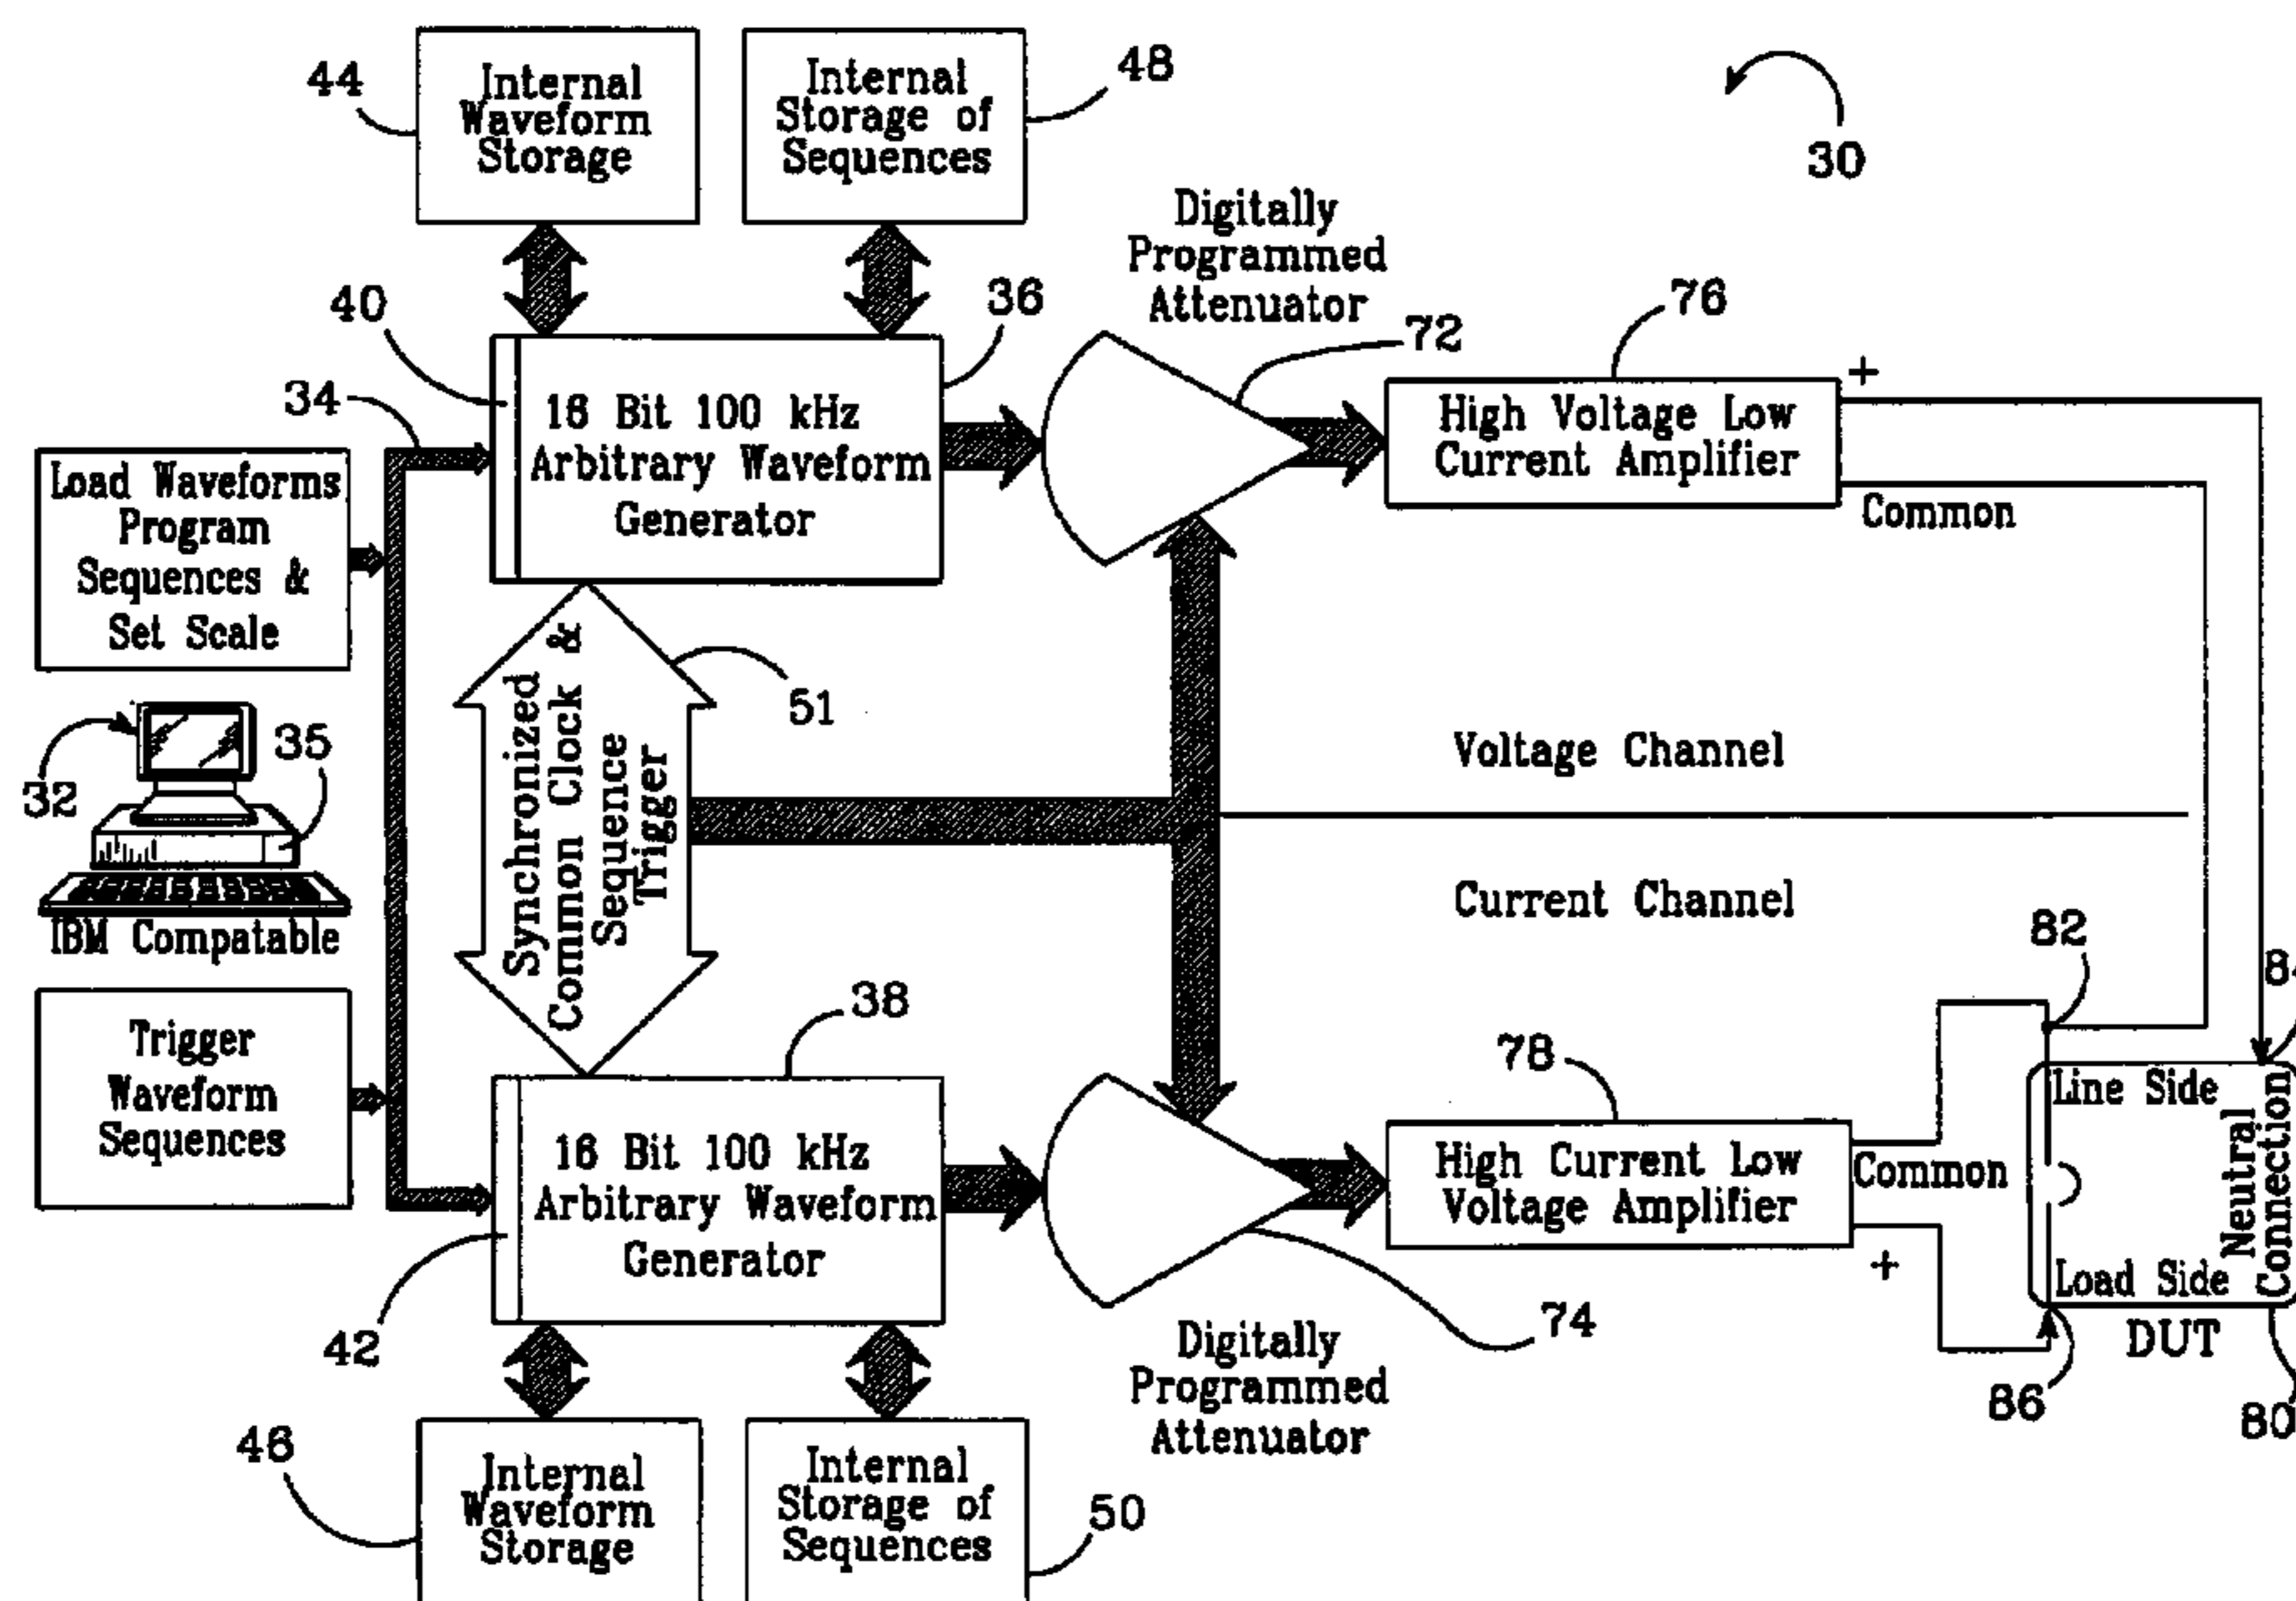 44
Internal
Waveform
Storage
Internal
Storage of
Sequences
48
30
Digitally
Programmed
Attenuator
40
36
34
72
76
+
16 Bit 100 kHz
Arbitrary Waveform
Generator
High Voltage Low
Current Amplifier
Common
Load Waveforms
Program
Sequences &
Set Scale
51
32
35
IBM Compatable
Synchronized
Common Clock &
Sequence
Trigger
Voltage Channel
Current Channel
82
Trigger
Waveform
Sequences
38
78
16 Bit 100 kHz
Arbitrary Waveform
Generator
High Current Low
Voltage Amplifier
Common
+
Line Side
Neutral
Connection
Load Side
DUT
86
80
42
74
Digitally
Programmed
Attenuator
46
Internal
Waveform
Storage
Internal
Storage of
Sequences
50